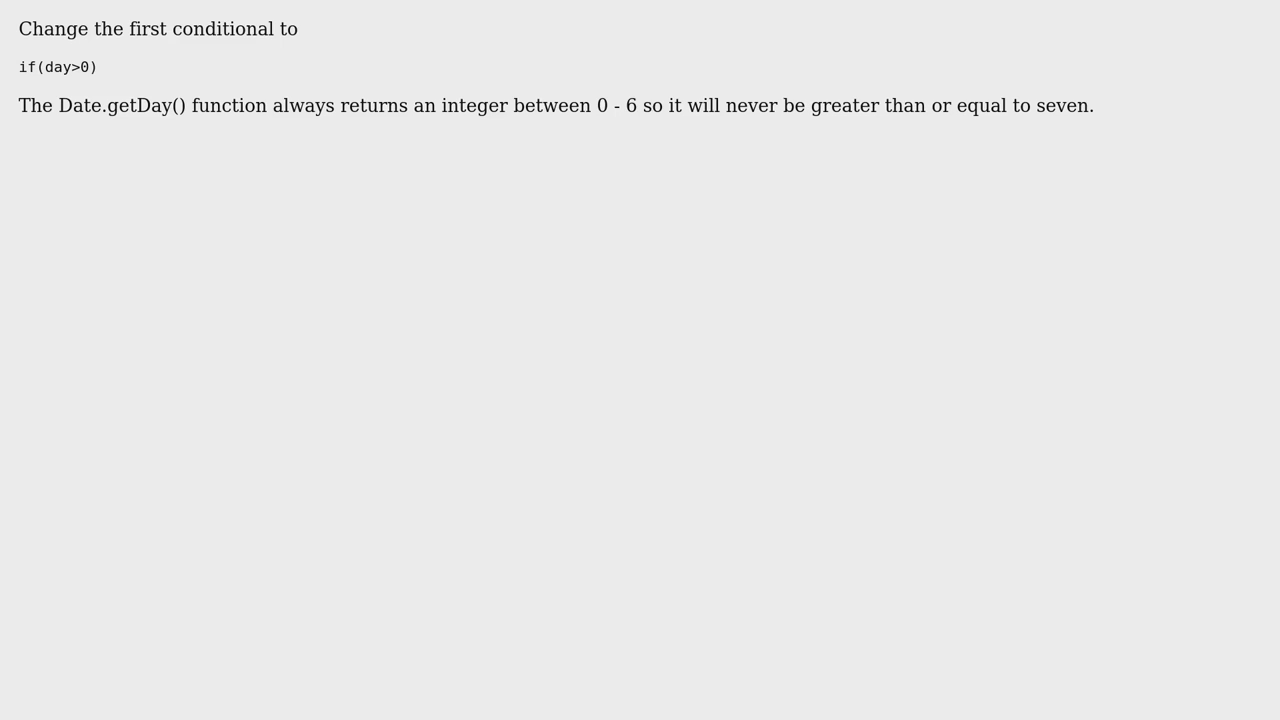 Change the first conditional to
if(day>0)
The Date.getDay() function always returns an integer between 0 - 6 so it will never be greater than or equal to seven.